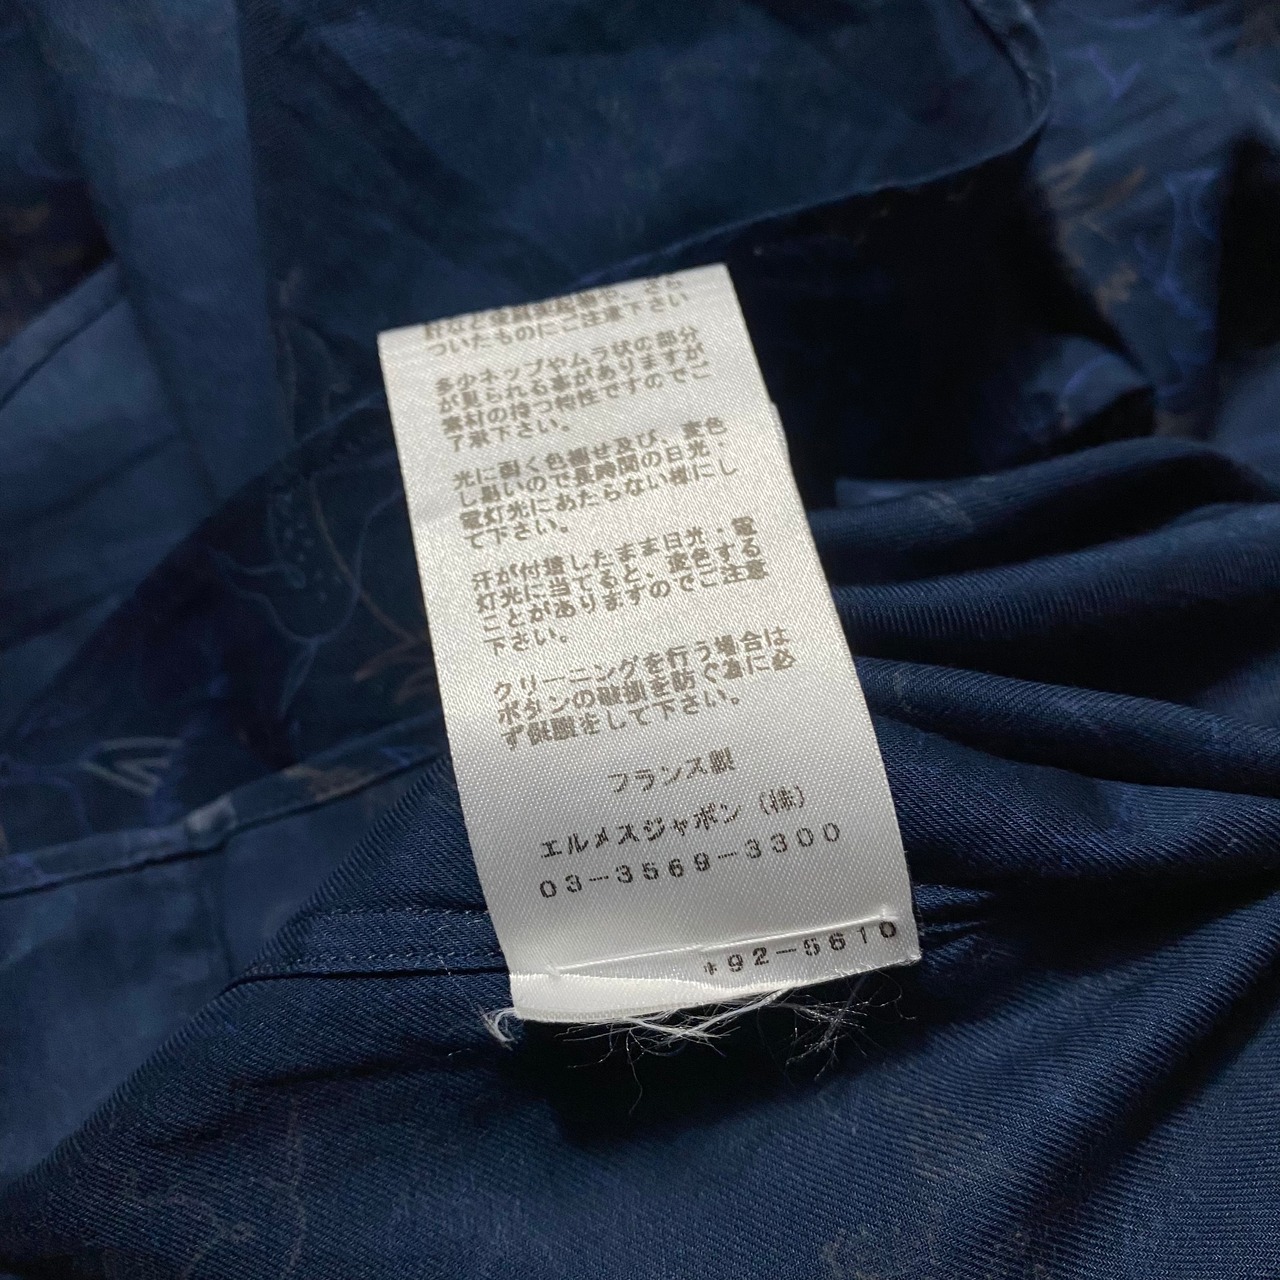 ついたものにご注意下さい
多少ネップやムラ状の部分
が見られる事がありますが
素材の持つ特性ですのでご
了承下さい。
光に弱く色褪せ及び、変色
し易いので長時間の日光、
電灯光にあたらない様にし
て下さい。
汗が付着したまま日光・電
灯光に当てると、変色する
ことがありますのでご注意
下さい。
クリーニングを行う場合は
ボタンの破損を防ぐ為に必
ず保護をして下さい。
フランス製
エルメスジャポン（株）
03-3569-3300
*92-5610